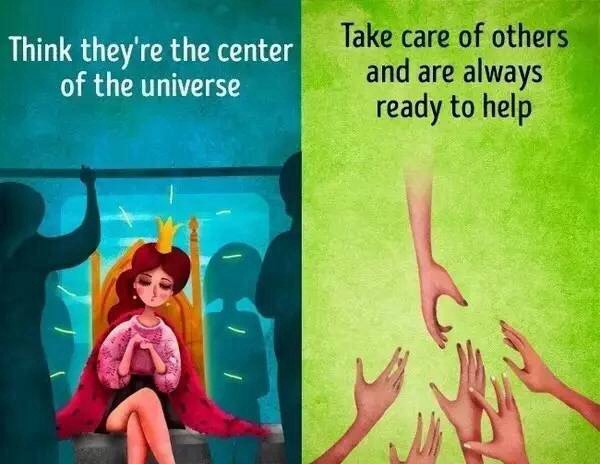 Think they're the center
of the universe
Take care of others
and are always
ready to help